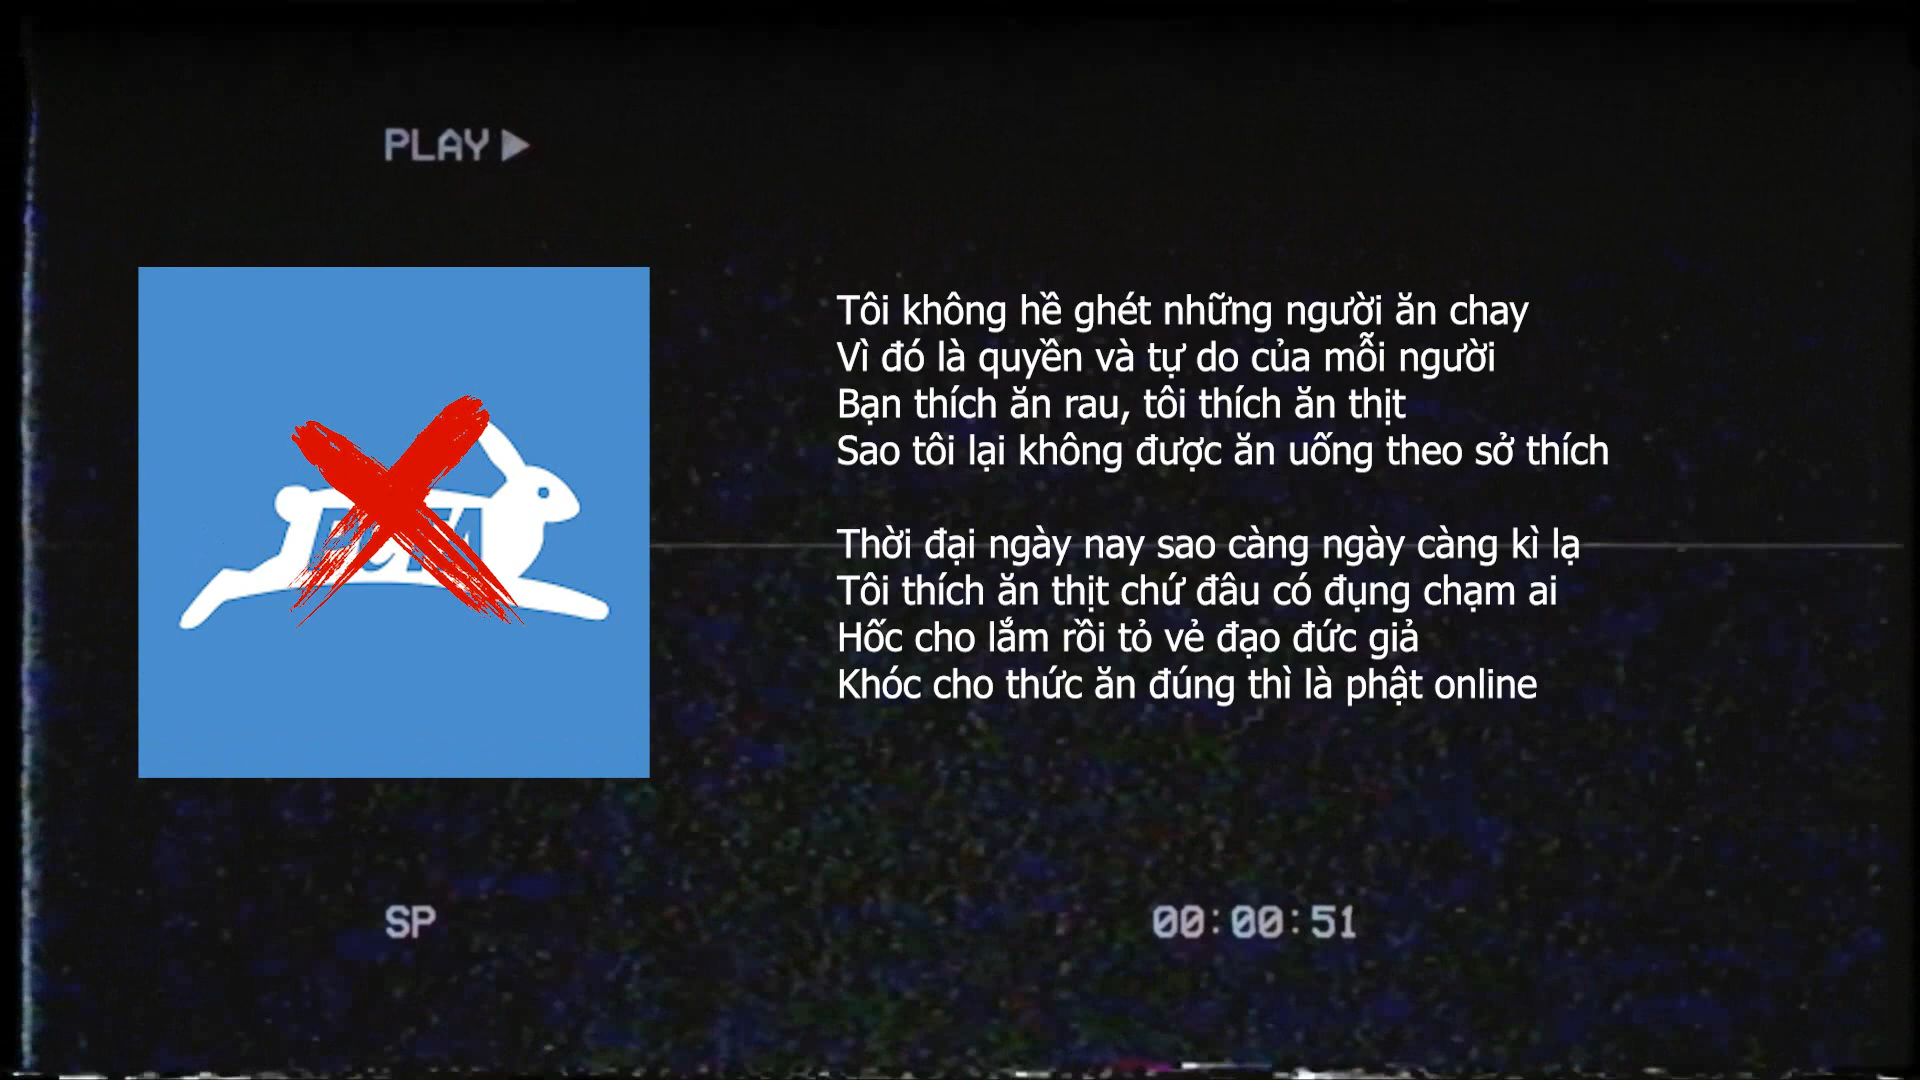 PLAY
Tôi không hề ghét những người ăn chay
Vì đó là quyền và tự do của mỗi người
Bạn thích ăn rau, tôi thích ăn thịt
Sao tôi lại không được ăn uống theo sở thích
Thời đại ngày nay sao càng ngày càng kì lạ
Tôi thích ăn thịt chứ đâu có đụng chạm ai
Hốc cho lắm rồi tỏ vẻ đạo đức giả
Khóc cho thức ăn đúng thì là phật online
SP
00:00:51